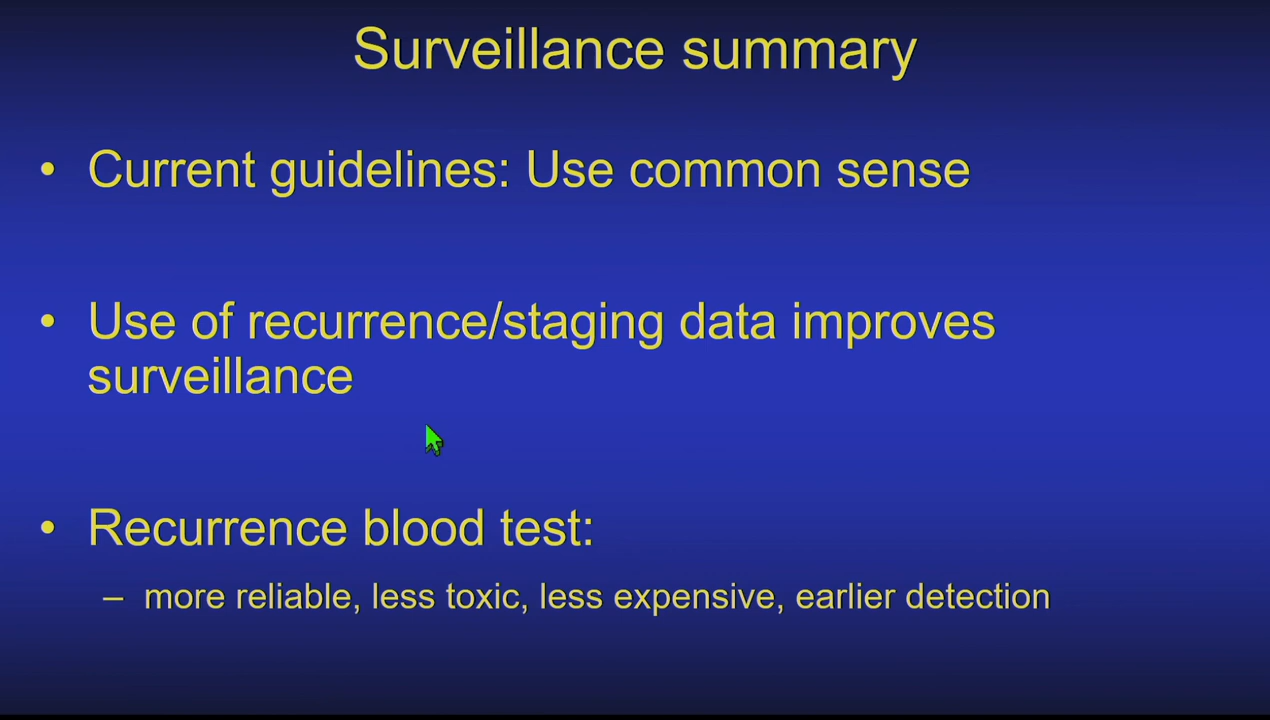 Surveillance summary
• Current guidelines: Use common sense
• Use of recurrence/staging data improves
surveillance
• Recurrence blood test:
– more reliable, less toxic, less expensive, earlier detection